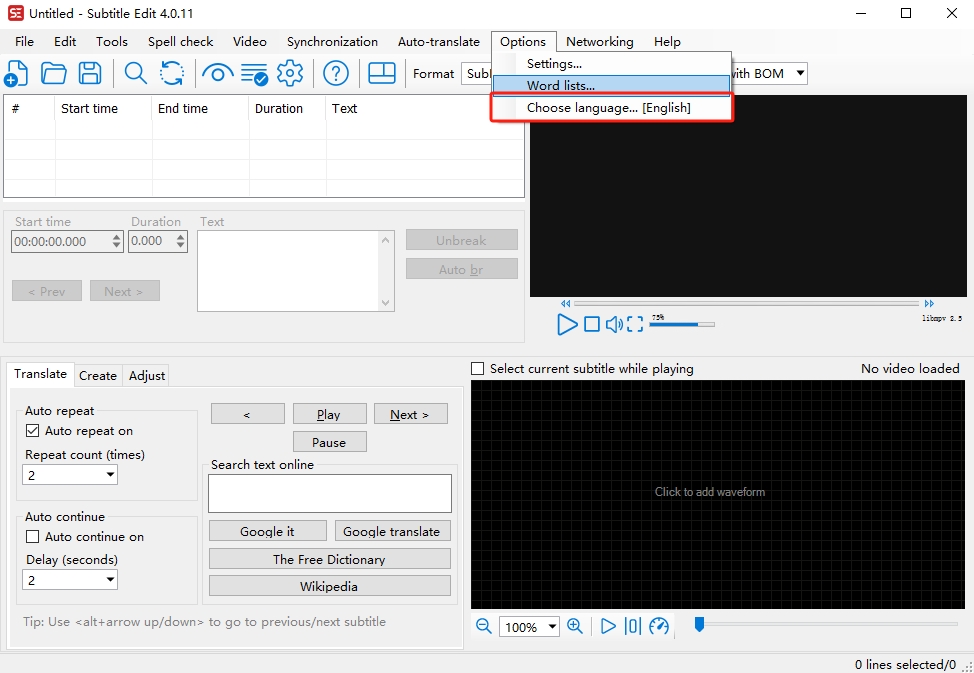 SE Untitled - Subtitle Edit 4.0.11
File Edit Tools Spell check Video Synchronization Auto-translate Options Networking Help
Settings...
Format
with BOM
Word lists...
Choose language... [English]
# Start time End time Duration Text
Start time Duration Text
00:00:00.000 0.000
Unbreak
Auto br
< Prev Next >
75%
libmpv 2.5
Translate Create Adjust
Select current subtitle while playing No video loaded
Auto repeat
Auto repeat on
Repeat count (times)
2
< Play Next >
Pause
Search text online
Google it Google translate
The Free Dictionary
Wikipedia
Auto continue
Auto continue on
Delay (seconds)
2
Tip: Use <alt+arrow up/down> to go to previous/next subtitle
Click to add waveform
100%
0 lines selected/0